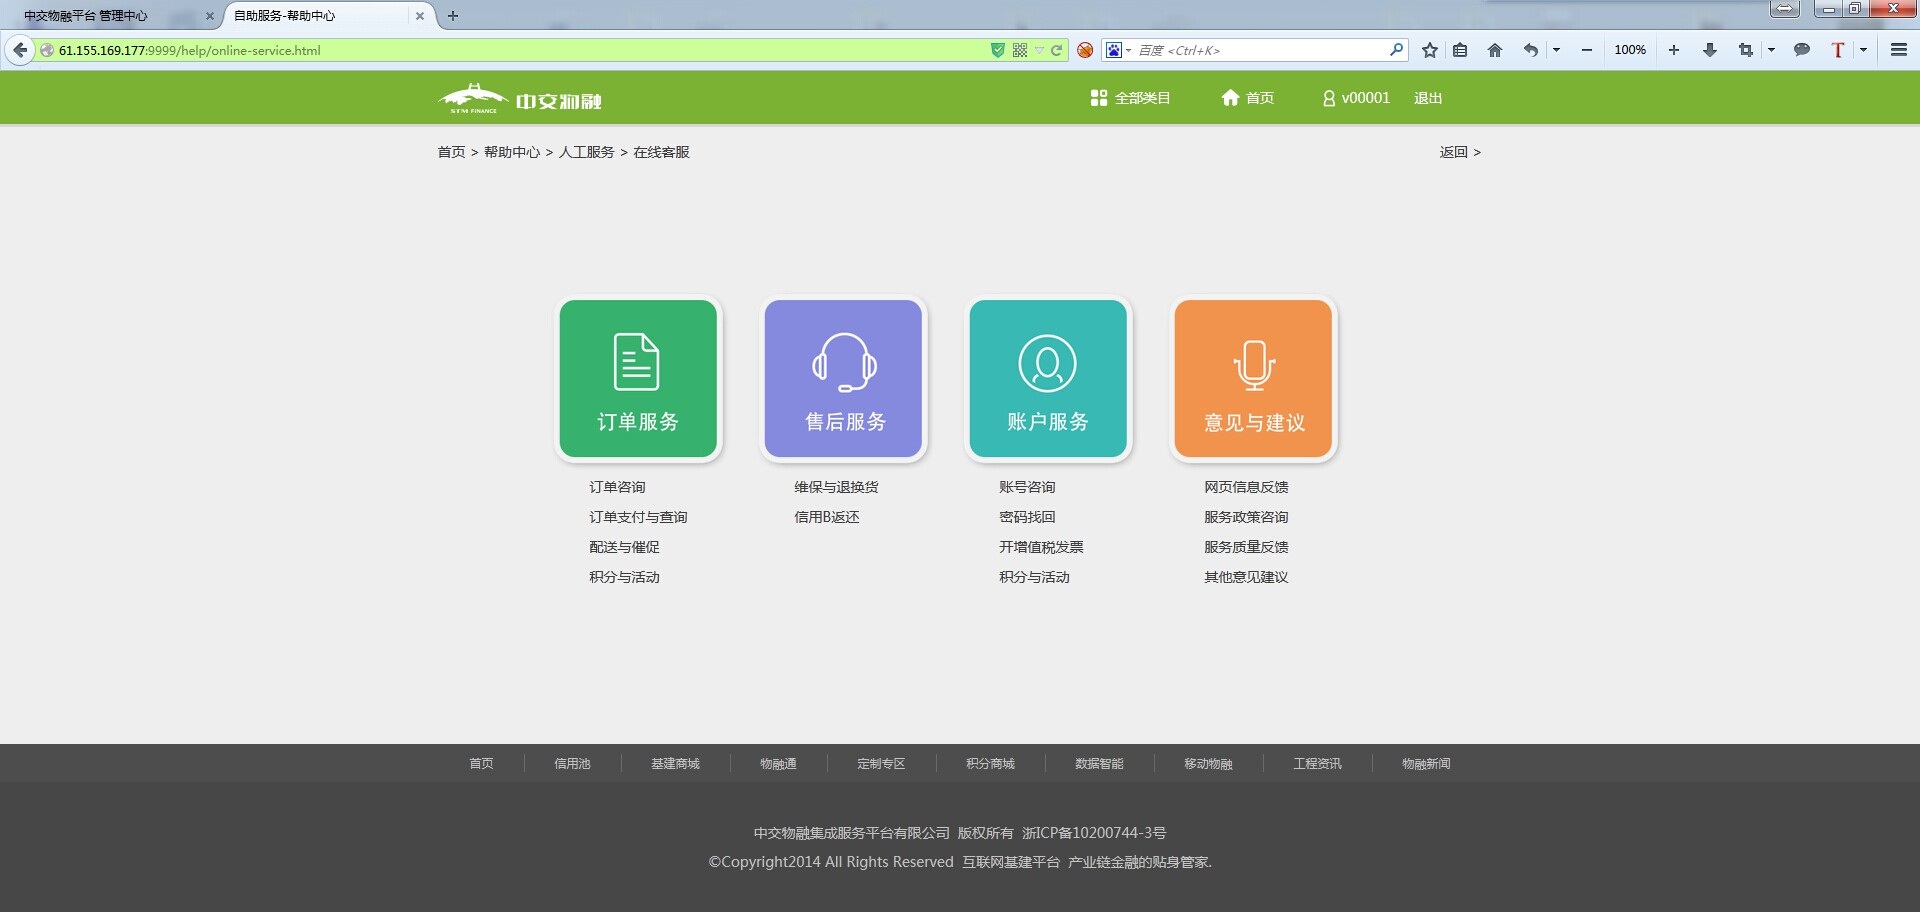 中交物融平台 管理中心
自助服务-帮助中心
61.155.169.177:9999/help/online-service.html
百度 <Ctrl+K>
100%
STM FINANCE
中交物融
全部类目
首页
v00001
退出
首页 > 帮助中心 > 人工服务 > 在线客服
返回 >
订单服务
售后服务
账户服务
意见与建议
订单咨询
订单支付与查询
配送与催促
积分与活动
维保与退换货
信用B返还
账号咨询
密码找回
开增值税发票
积分与活动
网页信息反馈
服务政策咨询
服务质量反馈
其他意见建议
首页
信用池
基建商城
物融通
定制专区
积分商城
数据智能
移动物融
工程资讯
物融新闻
中交物融集成服务平台有限公司 版权所有 浙ICP备10200744-3号
©Copyright2014 All Rights Reserved 互联网基建平台 产业链金融的贴身管家.